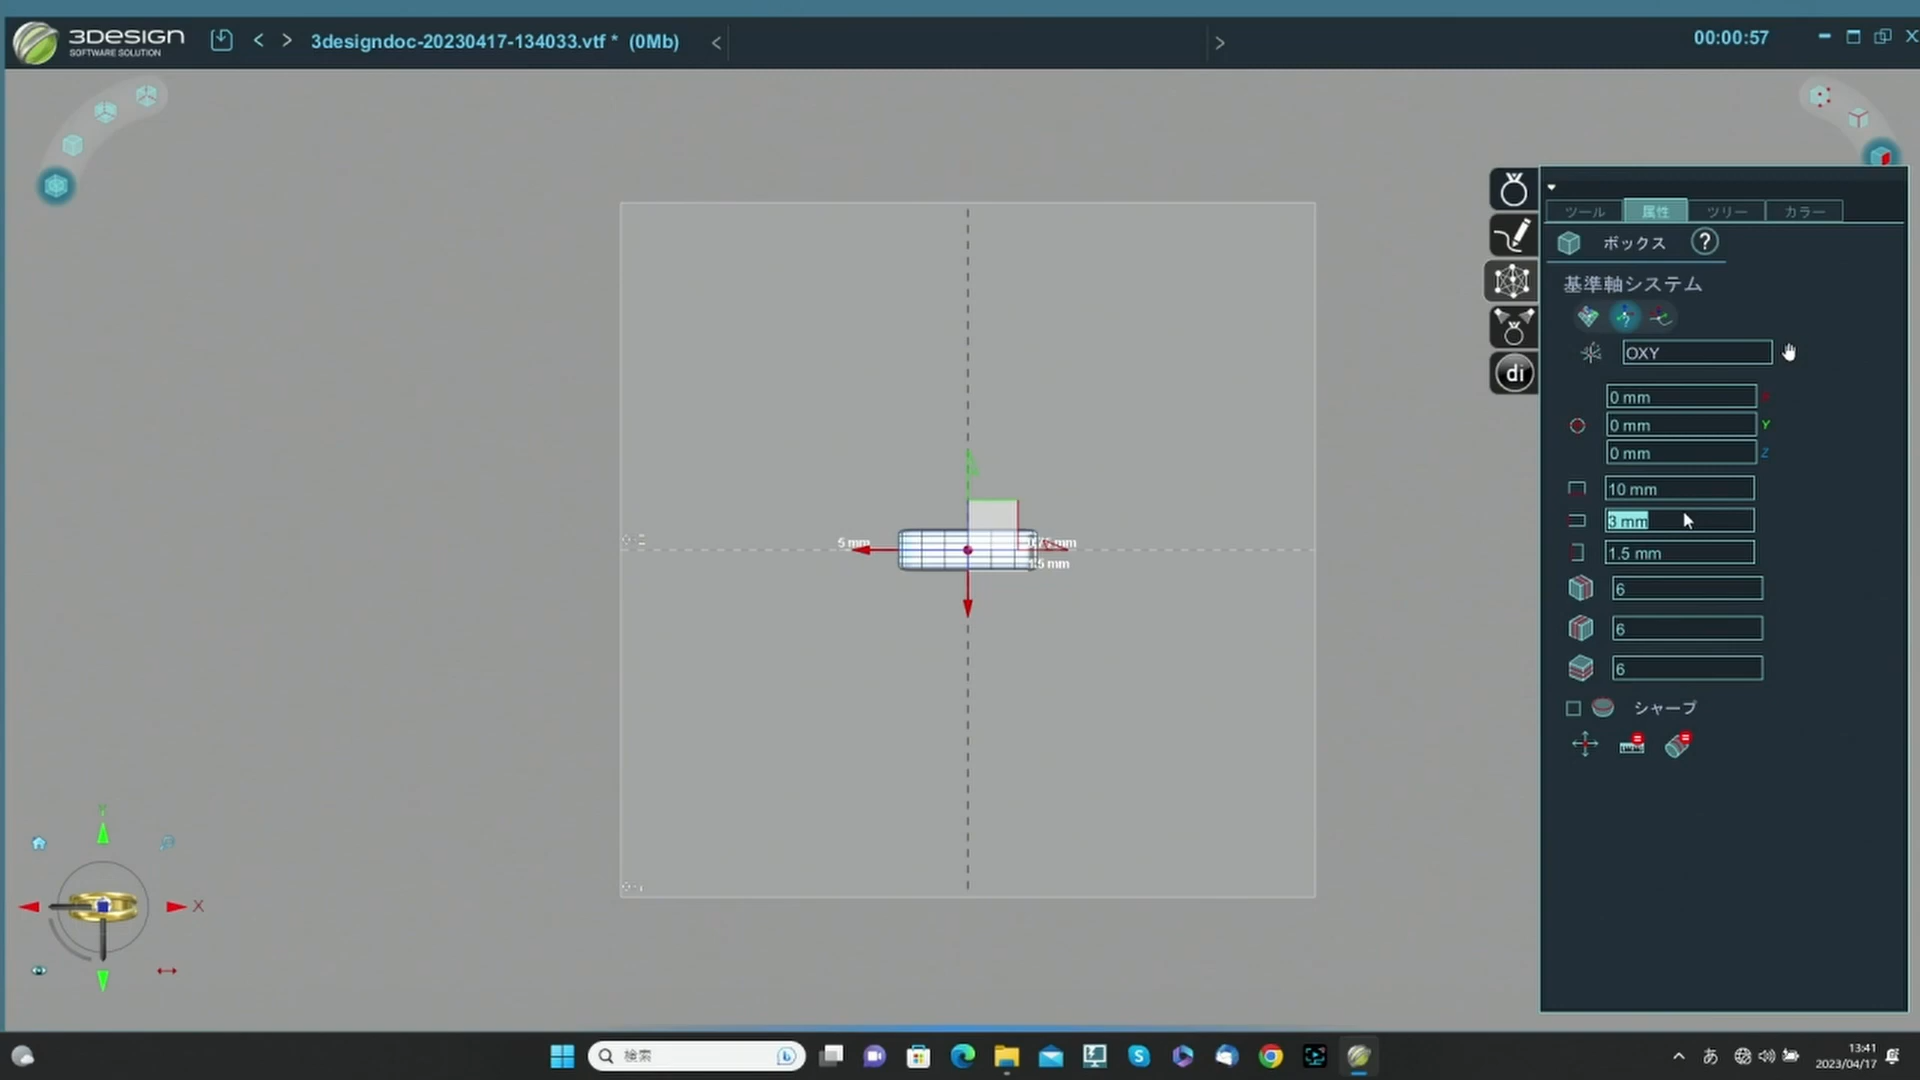 3DESIGN
SOFTWARE SOLUTION
3designdoc-20230417-134033.vtf * (0Mb)
00:00:57
ツール
属性
ツリー
カラー
ボックス
?
基準軸システム
OXY
0 mm
0 mm
Y
0 mm
Z
10 mm
3 mm
1.5 mm
6
6
6
シャープ
di
5 mm
X
検索
あ
13:41
2023/04/17